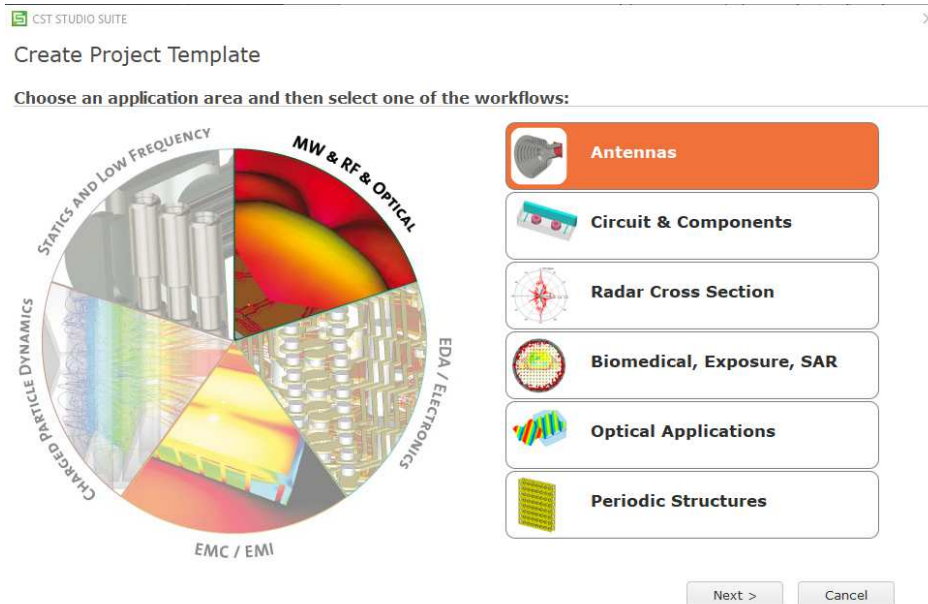 CST STUDIO SUITE
Create Project Template
Choose an application area and then select one of the workflows:
STATICS AND LOW FREQUENCY
MW & RF & OPTICAL
EDA / ELECTRONICS
EMC / EMI
CHARGED PARTICLE DYNAMICS
Antennas
Circuit & Components
Radar Cross Section
Biomedical, Exposure, SAR
Optical Applications
Periodic Structures
Next >
Cancel